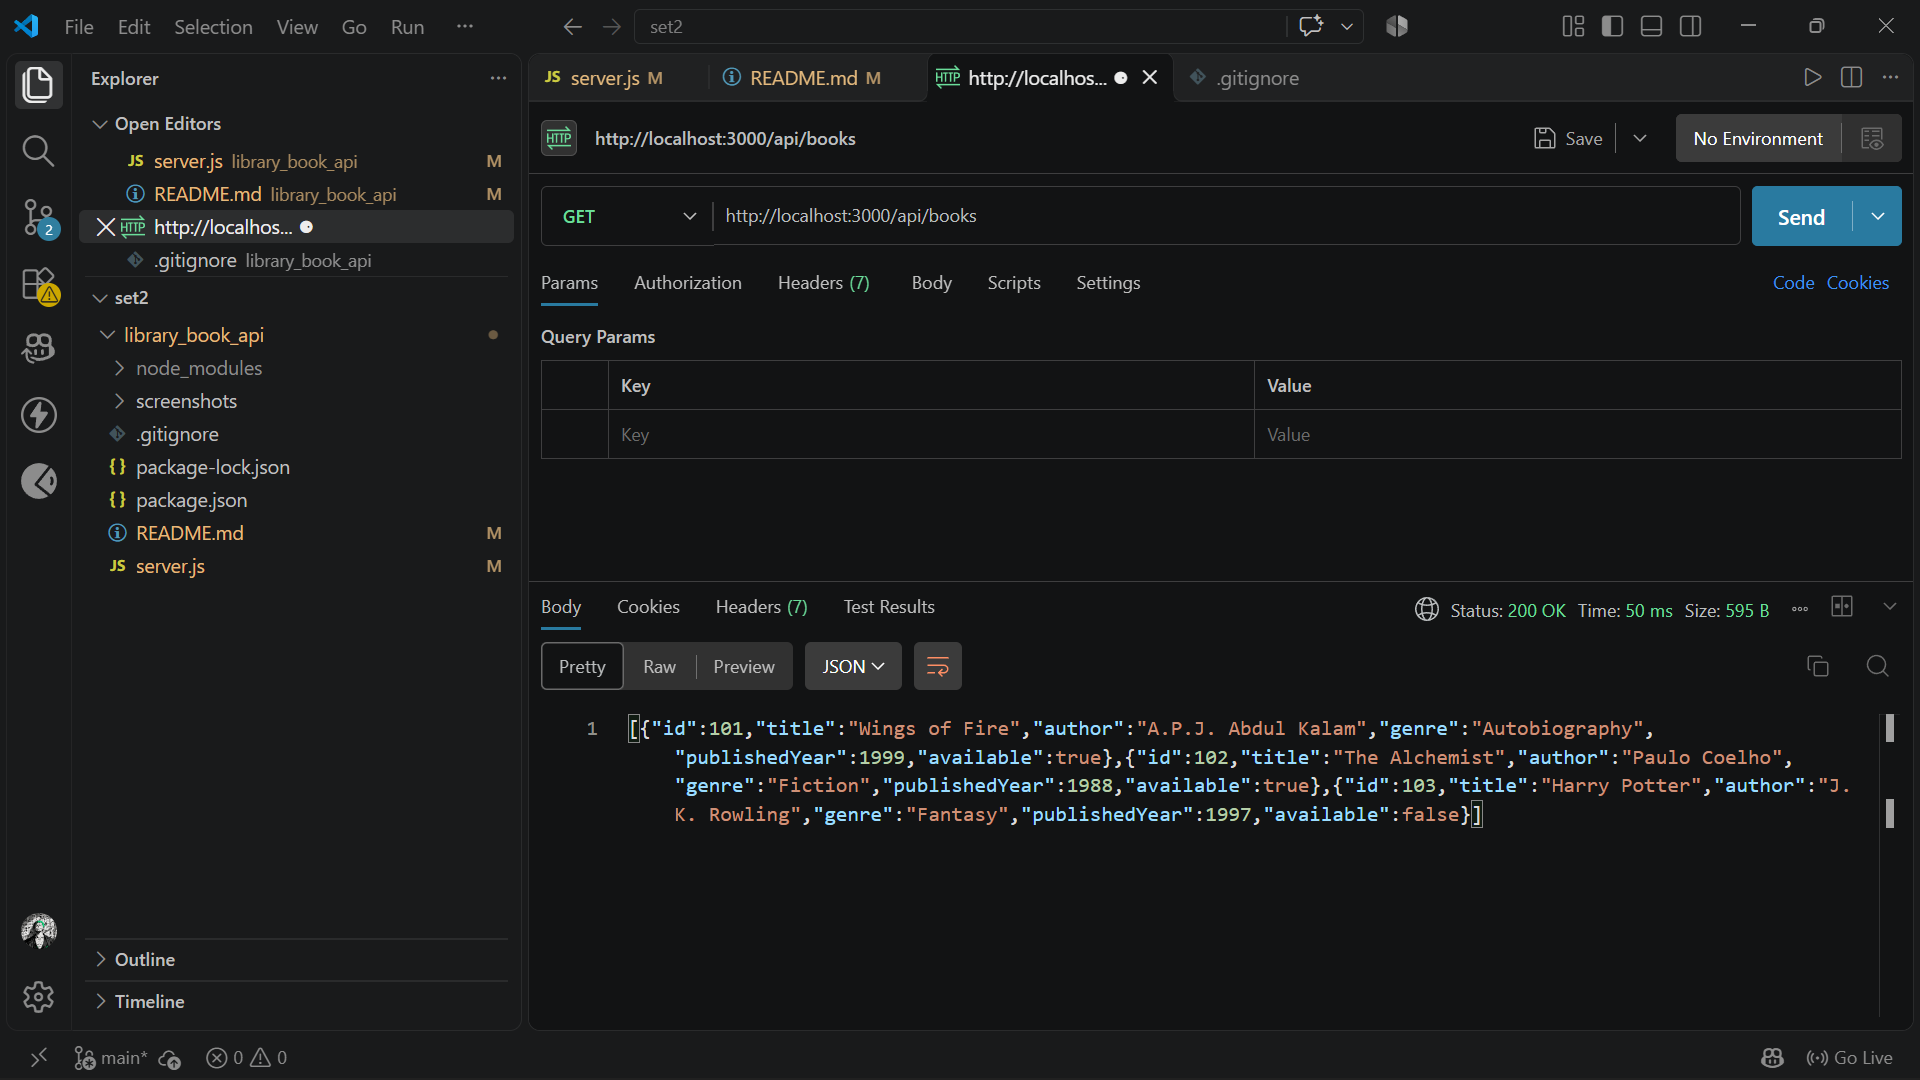 File Edit Selection View Go Run ···
set2
Explorer
Open Editors
JS server.js library_book_api M
README.md library_book_api M
HTTP http://localhos...
.gitignore library_book_api
set2
library_book_api
node_modules
screenshots
.gitignore
{} package-lock.json
{} package.json
README.md M
JS server.js M
Outline
Timeline
2
JS server.js M
README.md M
HTTP http://localhos...
.gitignore
HTTP http://localhost:3000/api/books
Save
No Environment
GET http://localhost:3000/api/books
Send
Params Authorization Headers (7) Body Scripts Settings
Code Cookies
Query Params
Key Value
Key Value
Body Cookies Headers (7) Test Results
Status: 200 OK Time: 50 ms Size: 595 B
Pretty Raw Preview JSON
1 [{"id":101,"title":"Wings of Fire","author":"A.P.J. Abdul Kalam","genre":"Autobiography",
"publishedYear":1999,"available":true},{"id":102,"title":"The Alchemist","author":"Paulo Coelho",
"genre":"Fiction","publishedYear":1988,"available":true},{"id":103,"title":"Harry Potter","author":"J.
K. Rowling","genre":"Fantasy","publishedYear":1997,"available":false}]
main* 0 0
Go Live